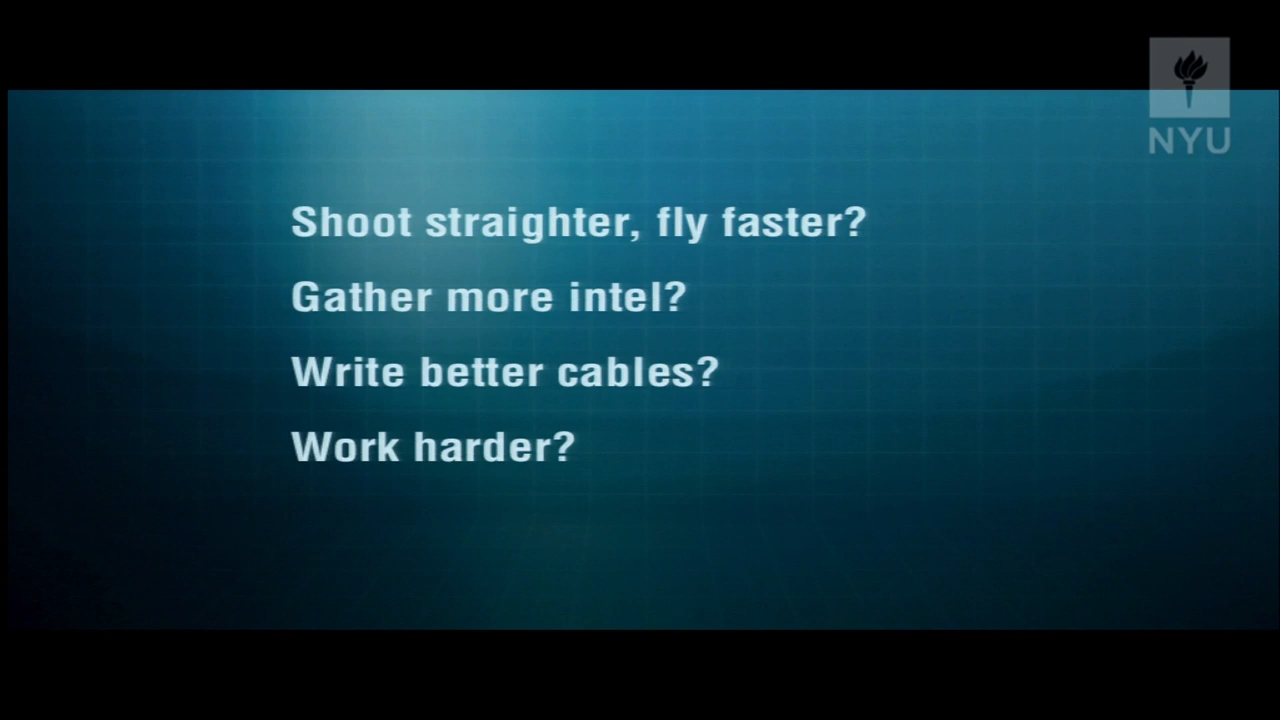 NYU
Shoot straighter, fly faster?
Gather more intel?
Write better cables?
Work harder?